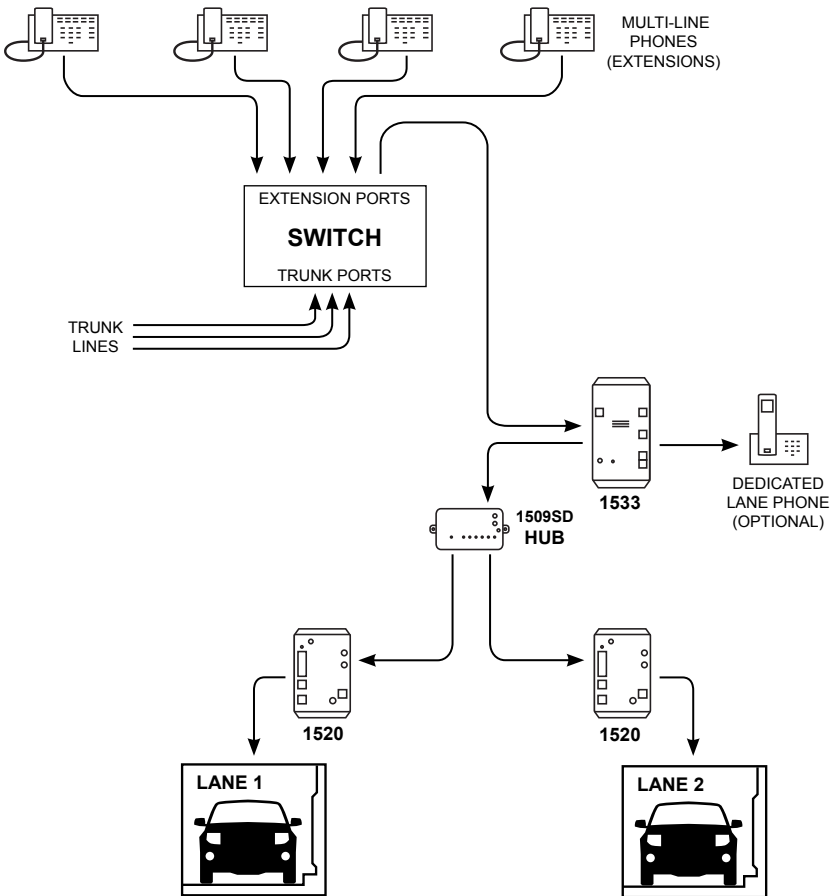 MULTI-LINE
PHONES
(EXTENSIONS)
EXTENSION PORTS
SWITCH
TRUNK PORTS
TRUNK
LINES
1533
DEDICATED
LANE PHONE
(OPTIONAL)
1509SD
HUB
1520
1520
LANE 1
LANE 2